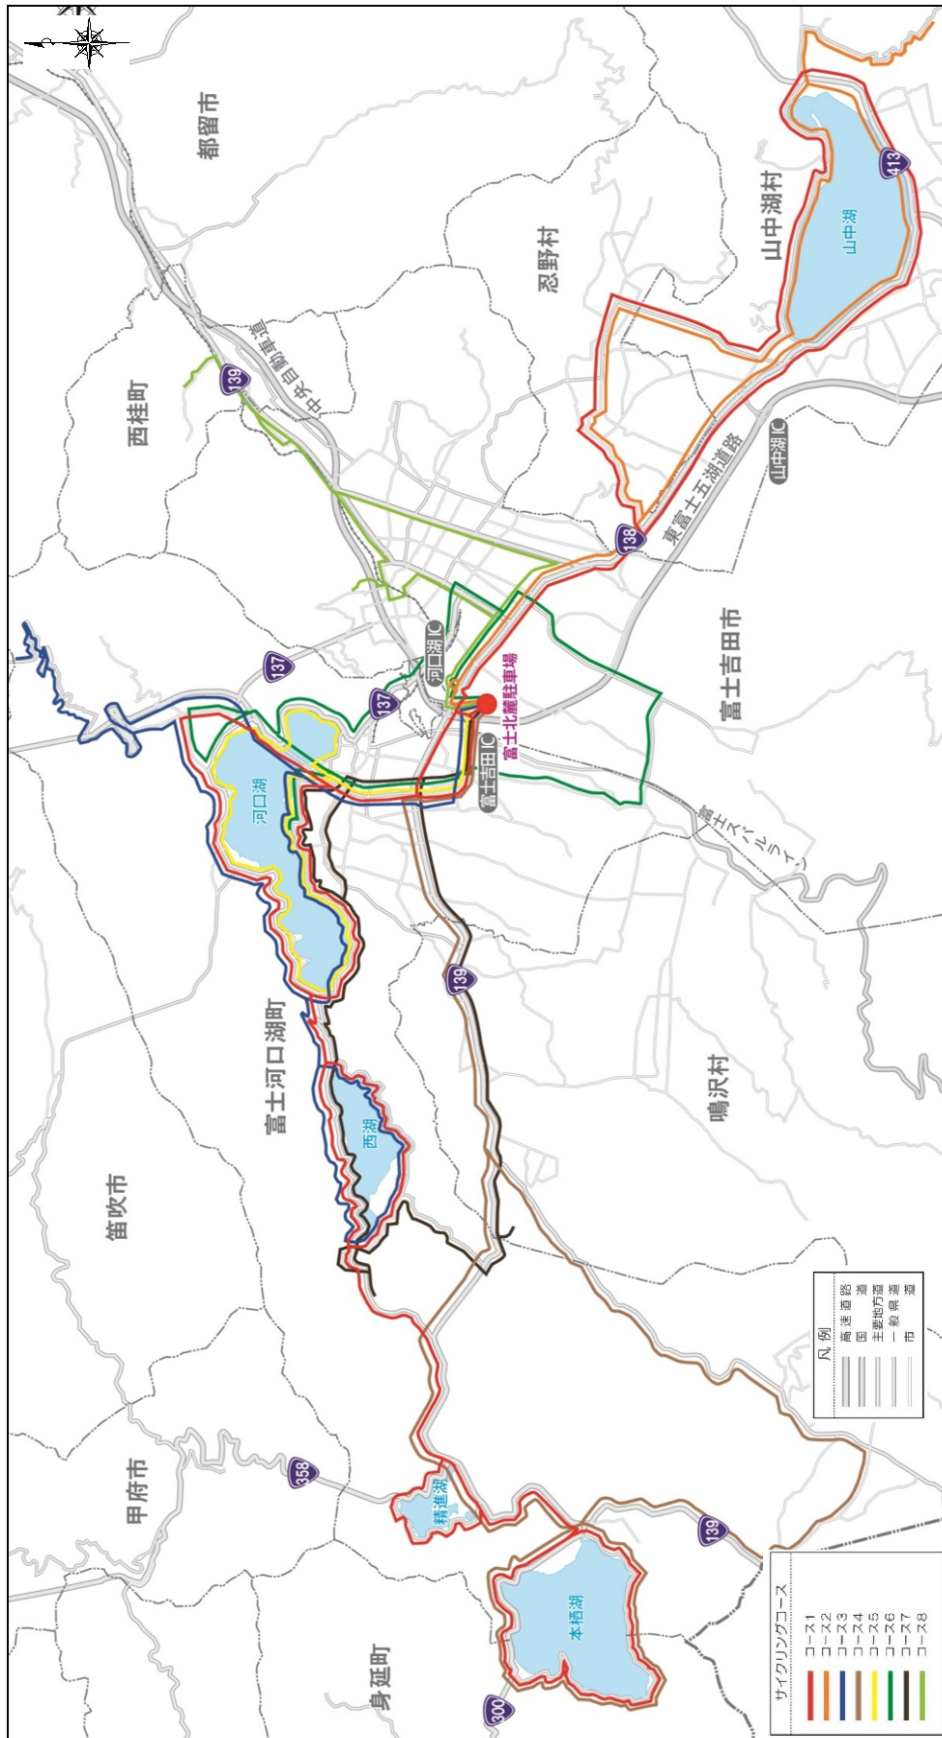 都留市
西桂町
139
中央自動車道
忍野村
山中湖村
山中湖
413
138
東富士五湖道路
山中湖IC
富士吉田市
137
137
河口湖IC
富士北麓駐車場
富士吉田IC
富士スバルライン
河口湖
富士河口湖町
西湖
139
鳴沢村
笛吹市
甲府市
358
精進湖
139
本栖湖
身延町
300
凡例
高速道路
国道
主要地方道
一般県道
市道
サイクリングコース
コース1
コース2
コース3
コース4
コース5
コース6
コース7
コース8